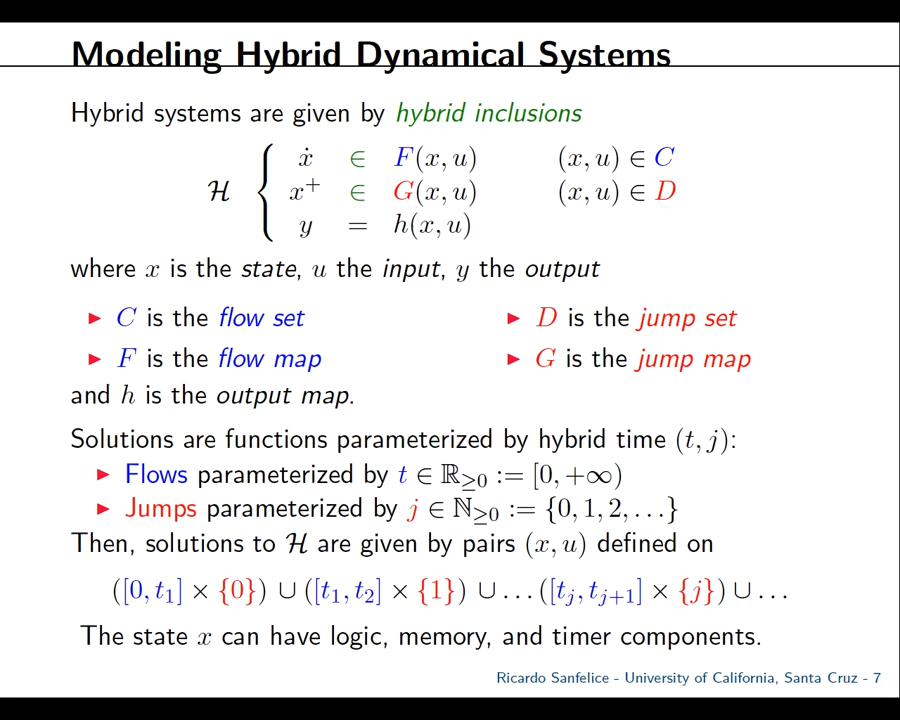 Modeling Hybrid Dynamical Systems
Hybrid systems are given by hybrid inclusions
ẋ ∈ F(x, u) (x, u) ∈ C
ℋ { x⁺ ∈ G(x, u) (x, u) ∈ D
y = h(x, u)
where x is the state, u the input, y the output
▶ C is the flow set ▶ D is the jump set
▶ F is the flow map ▶ G is the jump map
and h is the output map.
Solutions are functions parameterized by hybrid time (t, j):
▶ Flows parameterized by t ∈ ℝ≥0 := [0, +∞)
▶ Jumps parameterized by j ∈ ℕ≥0 := {0, 1, 2, . . .}
Then, solutions to ℋ are given by pairs (x, u) defined on
([0, t₁] × {0}) ∪ ([t₁, t₂] × {1}) ∪ . . . ([tⱼ, tⱼ₊₁] × {j}) ∪ . . .
The state x can have logic, memory, and timer components.
Ricardo Sanfelice - University of California, Santa Cruz - 7